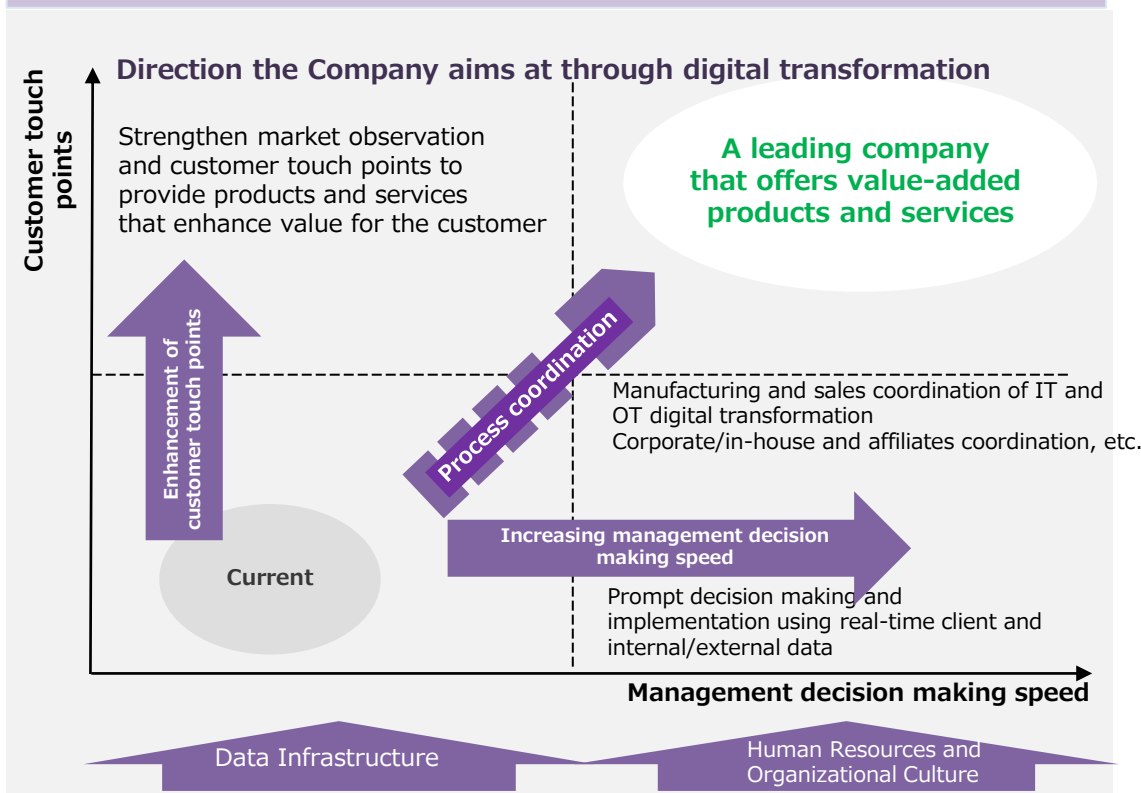 Direction the Company aims at through digital transformation
Customer touch
points
Strengthen market observation
and customer touch points to
provide products and services
that enhance value for the customer
A leading company
that offers value-added
products and services
Enhancement of
customer touch points
Process coordination
Manufacturing and sales coordination of IT and
OT digital transformation
Corporate/in-house and affiliates coordination, etc.
Current
Increasing management decision
making speed
Prompt decision making and
implementation using real-time client and
internal/external data
Management decision making speed
Data Infrastructure
Human Resources and
Organizational Culture